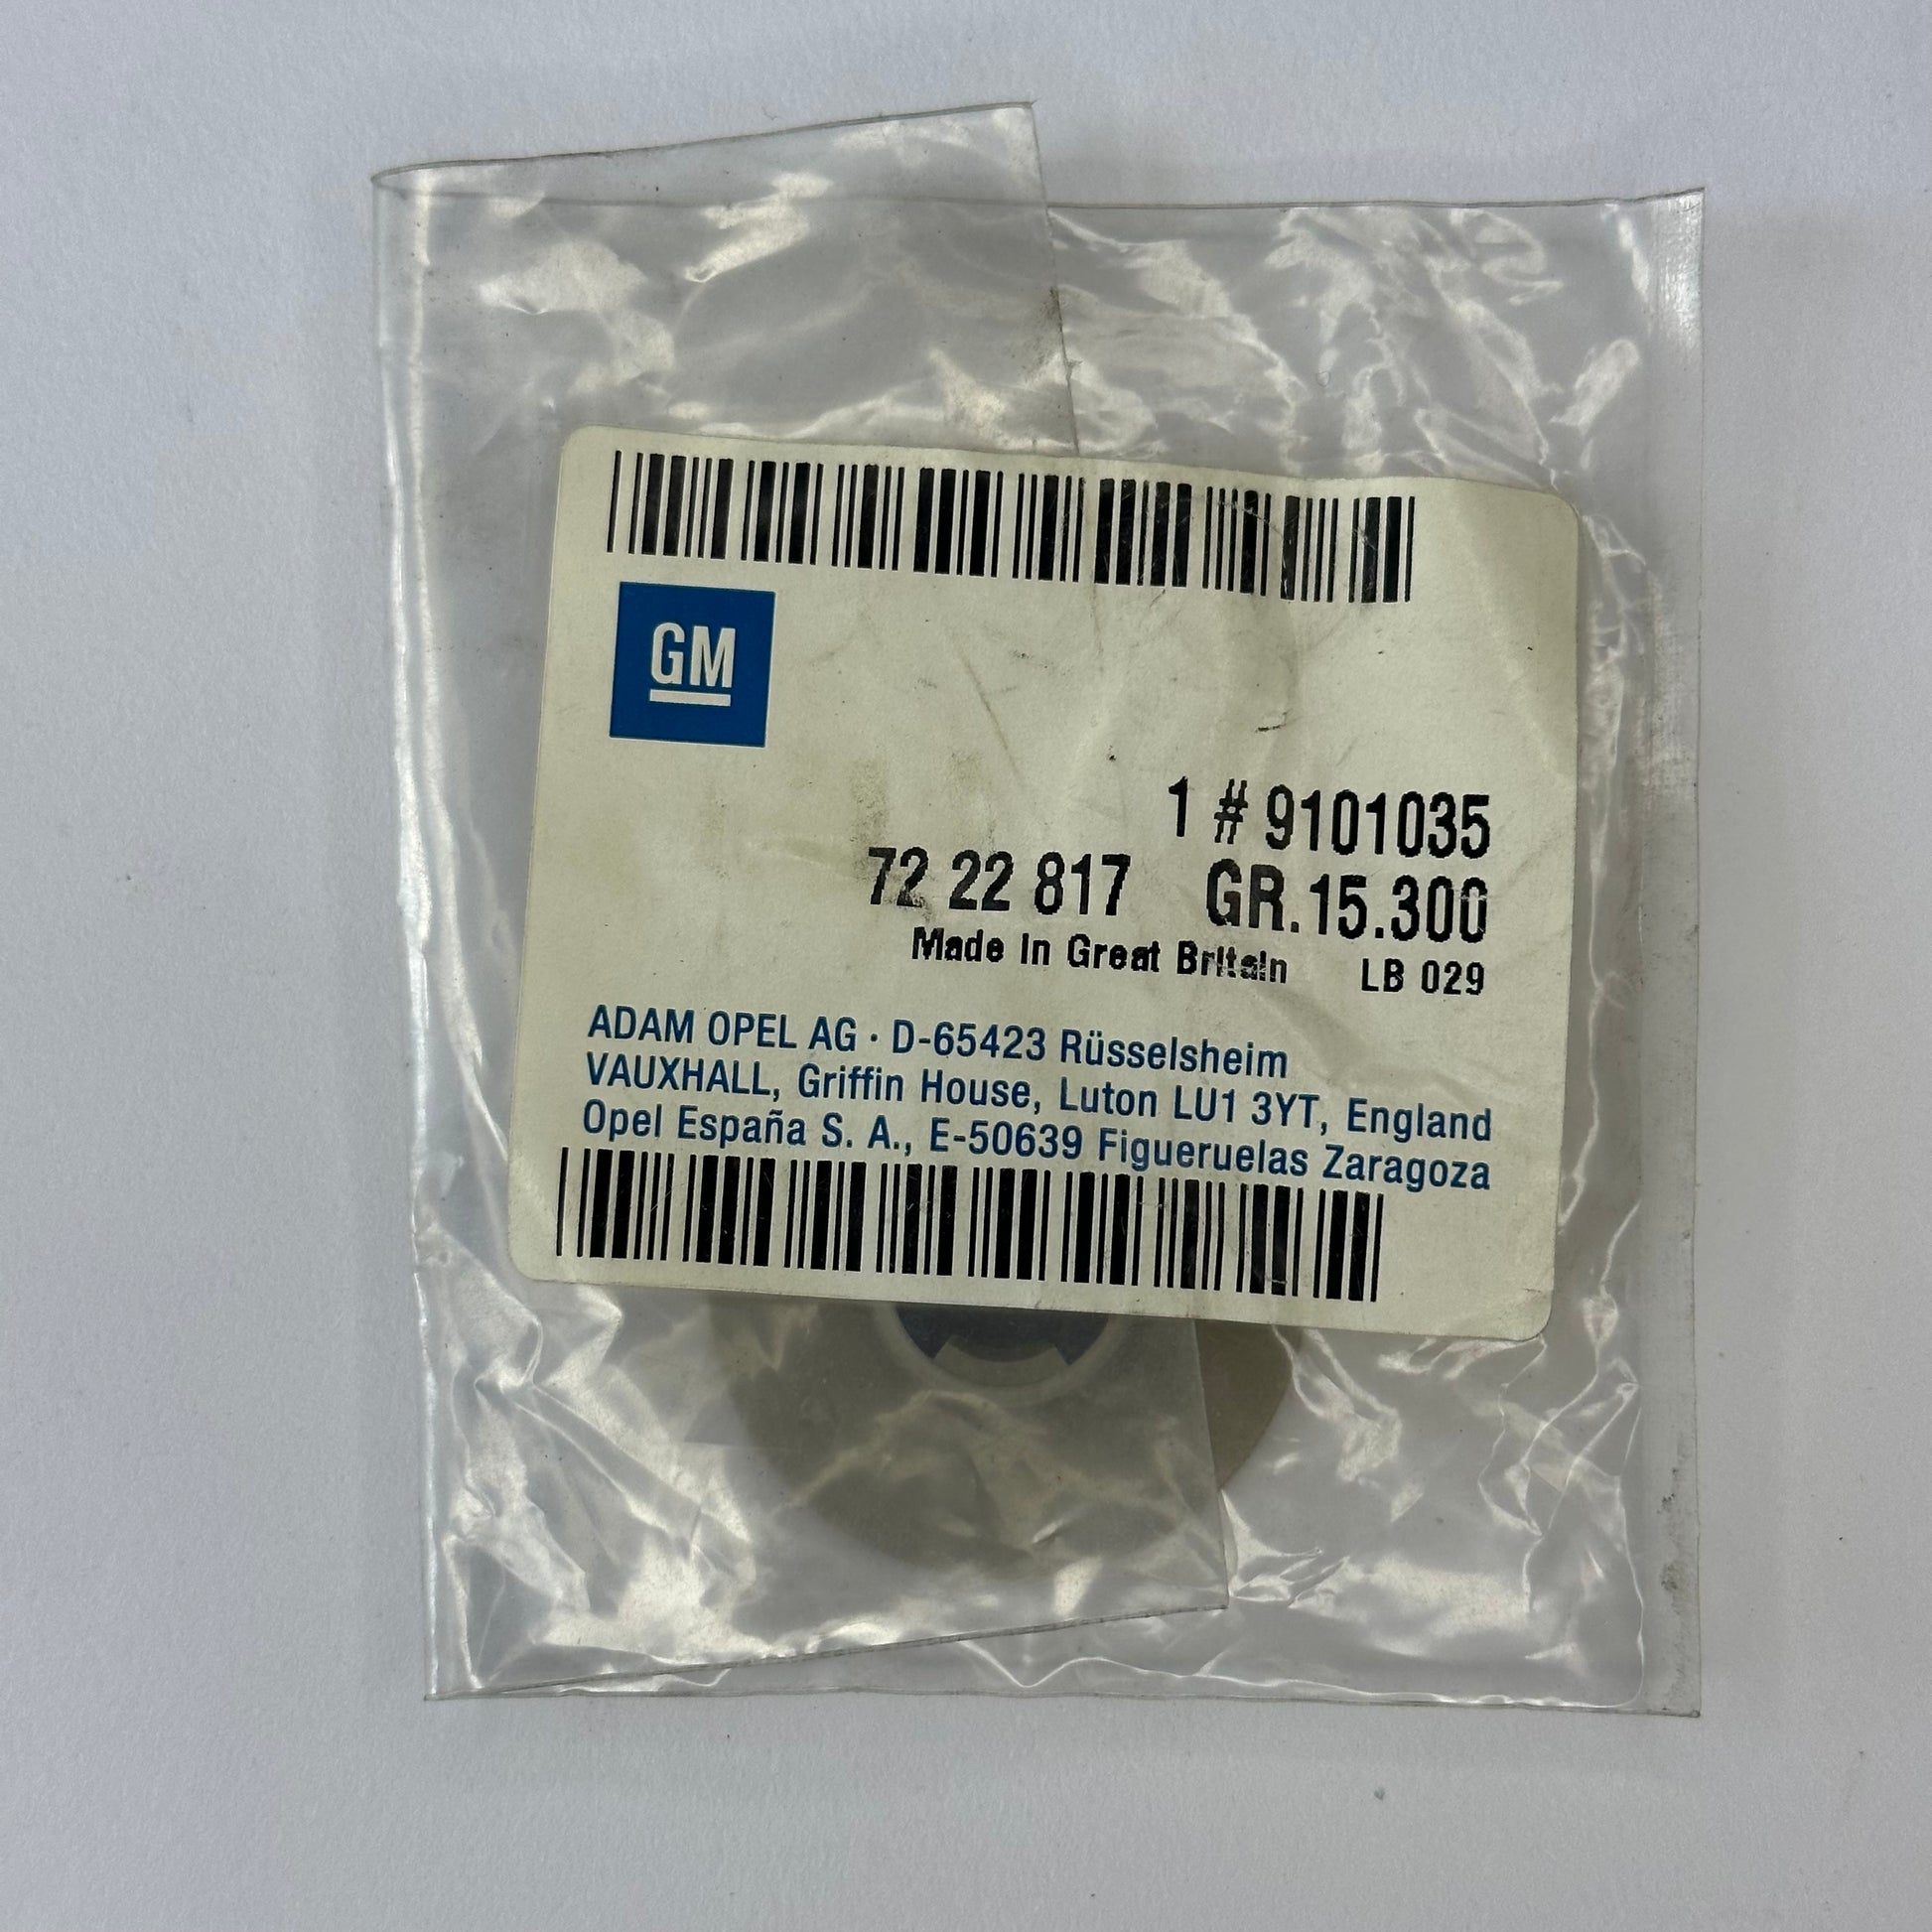 GM
1 # 9101035
72 22 817 GR.15.300
Made in Great Britain LB 029
ADAM OPEL AG · D-65423 Rüsselsheim
VAUXHALL, Griffin House, Luton LU1 3YT, England
Opel España S. A., E-50639 Figueruelas Zaragoza